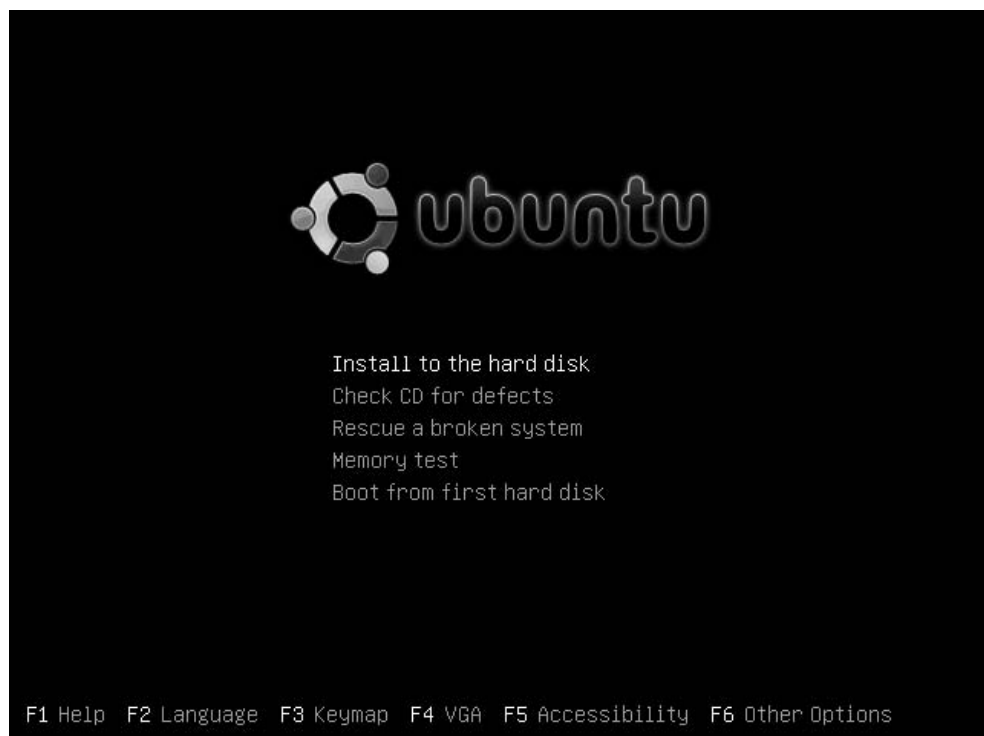 ubuntu
Install to the hard disk
Check CD for defects
Rescue a broken system
Memory test
Boot from first hard disk
F1 Help F2 Language F3 Keymap F4 VGA F5 Accessibility F6 Other Options